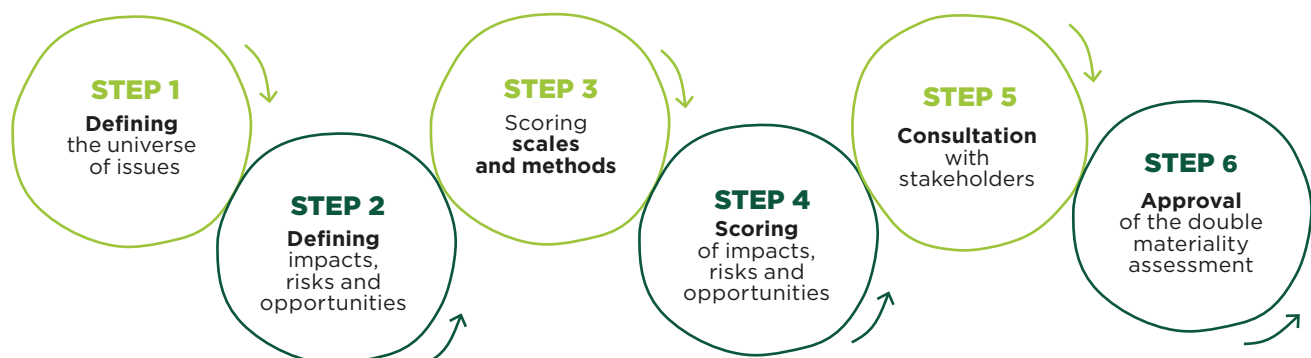 STEP 1
Defining
the universe
of issues
STEP 2
Defining
impacts,
risks and
opportunities
STEP 3
Scoring
scales
and methods
STEP 4
Scoring
of impacts,
risks and
opportunities
STEP 5
Consultation
with
stakeholders
STEP 6
Approval
of the double
materiality
assessment